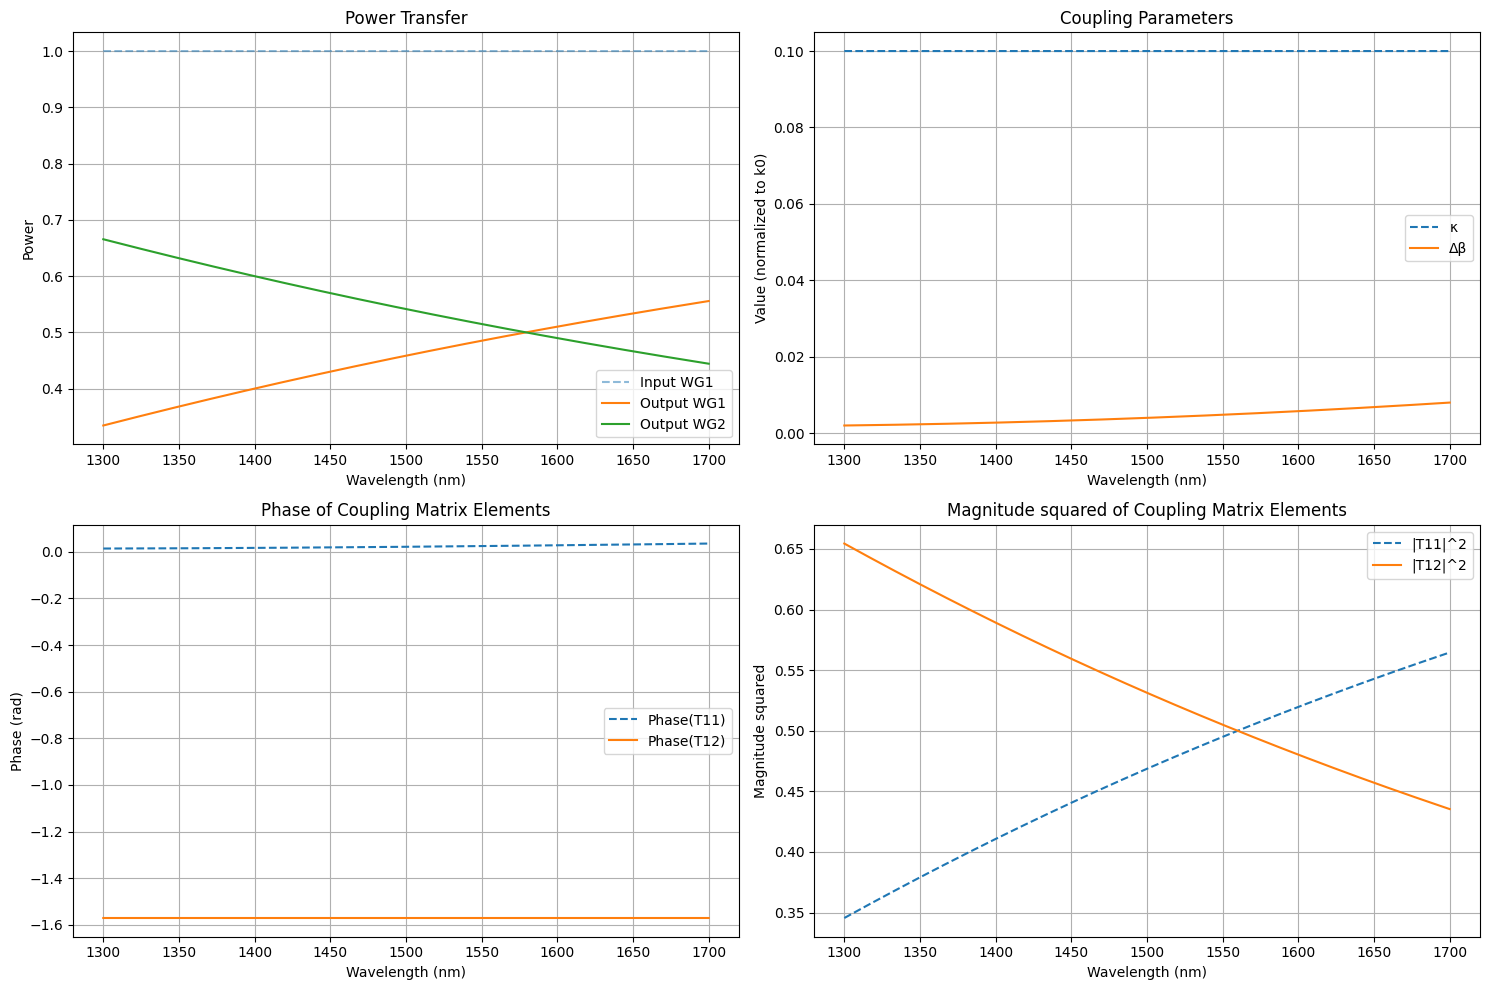 Power Transfer
Power
1.0
0.9
0.8
0.7
0.6
0.5
0.4
Input WG1
Output WG1
Output WG2
1300 1350 1400 1450 1500 1550 1600 1650 1700
Wavelength (nm)
Coupling Parameters
Value (normalized to k0)
0.10
0.08
0.06
0.04
0.02
0.00
κ
Δβ
1300 1350 1400 1450 1500 1550 1600 1650 1700
Wavelength (nm)
Phase of Coupling Matrix Elements
Phase (rad)
0.0
−0.2
−0.4
−0.6
−0.8
−1.0
−1.2
−1.4
−1.6
Phase(T11)
Phase(T12)
1300 1350 1400 1450 1500 1550 1600 1650 1700
Wavelength (nm)
Magnitude squared of Coupling Matrix Elements
Magnitude squared
0.65
0.60
0.55
0.50
0.45
0.40
0.35
|T11|^2
|T12|^2
1300 1350 1400 1450 1500 1550 1600 1650 1700
Wavelength (nm)